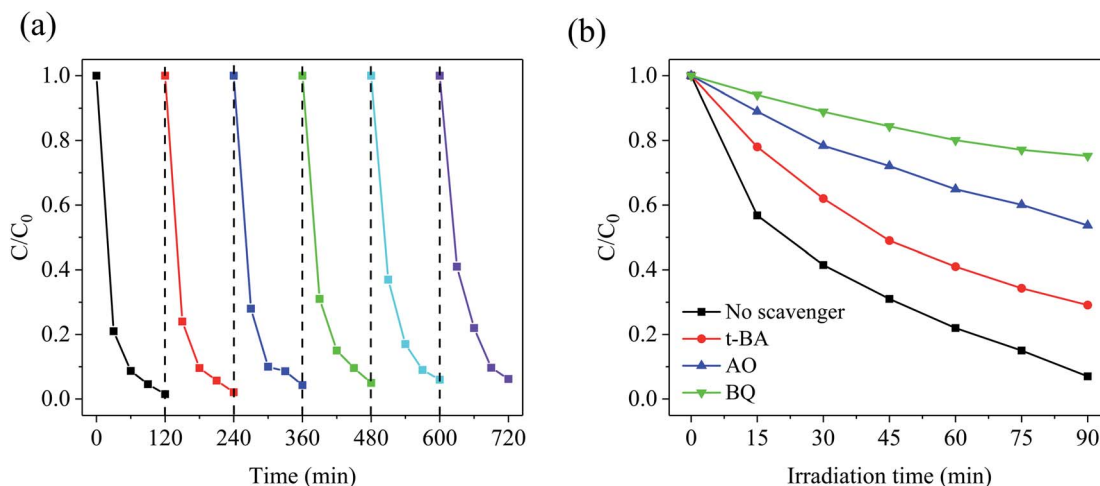 (a)
C/C0
1.0
0.8
0.6
0.4
0.2
0.0
0 120 240 360 480 600 720
Time (min)
(b)
C/C0
1.0
0.8
0.6
0.4
0.2
0.0
No scavenger
t-BA
AO
BQ
0 15 30 45 60 75 90
Irradiation time (min)